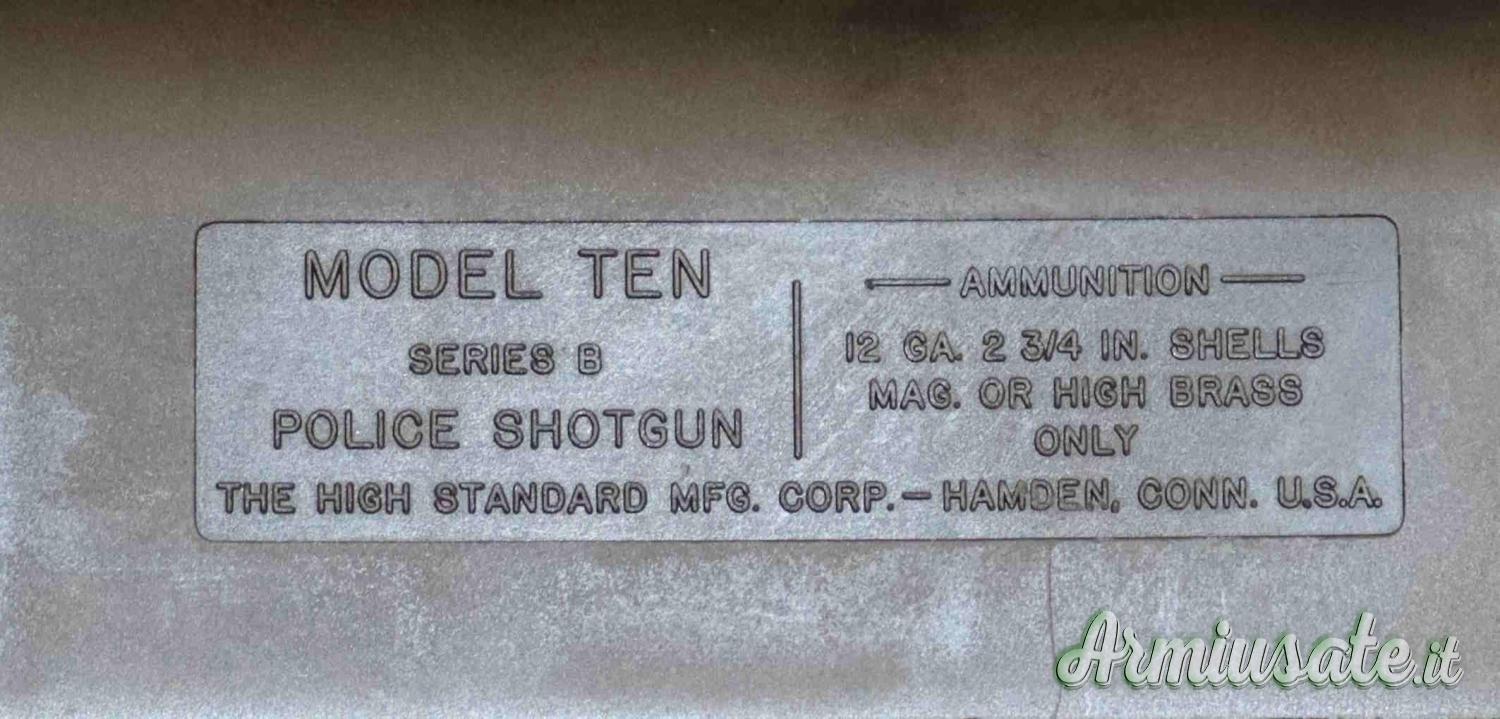 MODEL TEN
SERIES B
POLICE SHOTGUN
AMMUNITION
12 GA. 2 3/4 IN. SHELLS
MAG. OR HIGH BRASS
ONLY
THE HIGH STANDARD MFG. CORP. — HAMDEN, CONN. U.S.A.
Armiusate.it